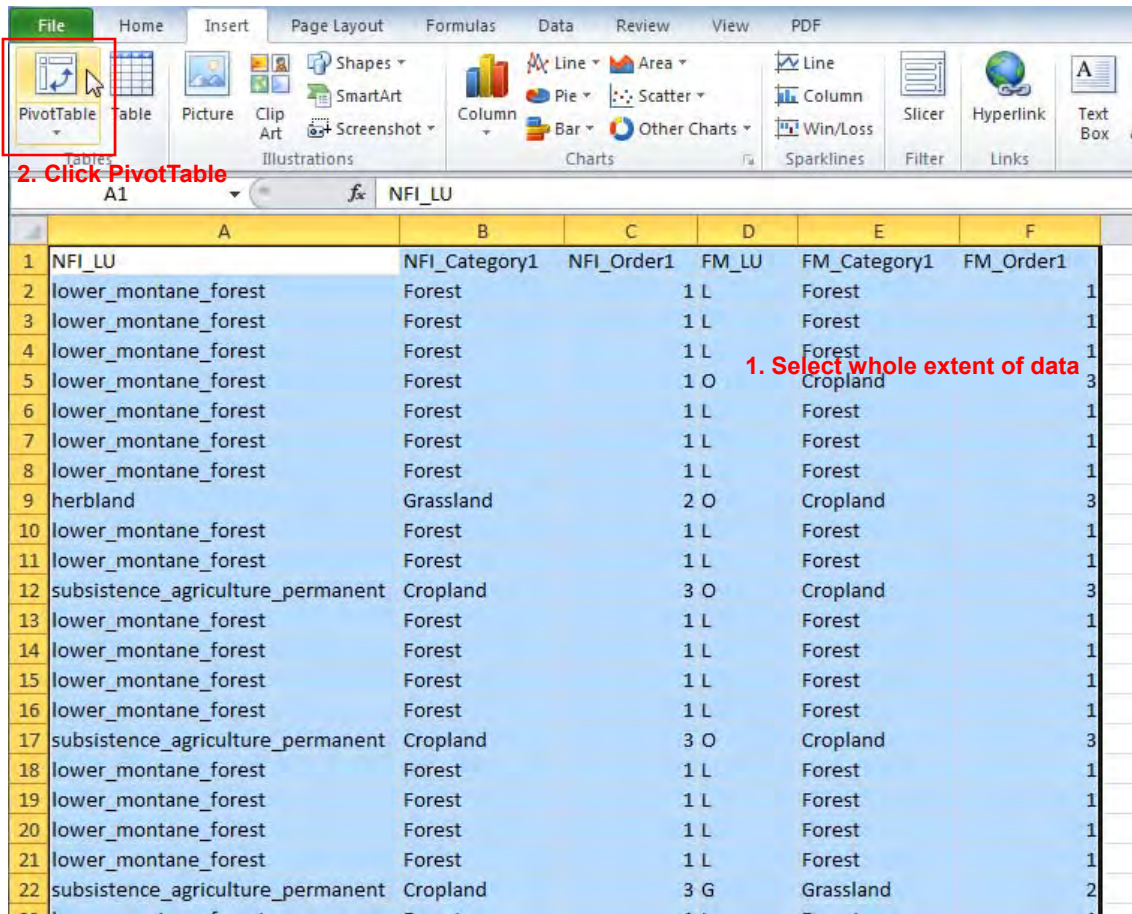 File Home Insert Page Layout Formulas Data Review View PDF
PivotTable Table Picture Clip Art Shapes SmartArt Screenshot Column Line Pie Bar Area Scatter Other Charts Line Column Win/Loss Slicer Hyperlink Text Box
Tables Illustrations Charts Sparklines Filter Links
2. Click PivotTable
A1 fx NFI_LU
A B C D E F
1 NFI_LU NFI_Category1 NFI_Order1 FM_LU FM_Category1 FM_Order1
2 lower_montane_forest Forest 1 L Forest 1
3 lower_montane_forest Forest 1 L Forest 1
4 lower_montane_forest Forest 1 L Forest 1
1. Select whole extent of data
5 lower_montane_forest Forest 1 O Cropland 3
6 lower_montane_forest Forest 1 L Forest 1
7 lower_montane_forest Forest 1 L Forest 1
8 lower_montane_forest Forest 1 L Forest 1
9 herbland Grassland 2 O Cropland 3
10 lower_montane_forest Forest 1 L Forest 1
11 lower_montane_forest Forest 1 L Forest 1
12 subsistence_agriculture_permanent Cropland 3 O Cropland 3
13 lower_montane_forest Forest 1 L Forest 1
14 lower_montane_forest Forest 1 L Forest 1
15 lower_montane_forest Forest 1 L Forest 1
16 lower_montane_forest Forest 1 L Forest 1
17 subsistence_agriculture_permanent Cropland 3 O Cropland 3
18 lower_montane_forest Forest 1 L Forest 1
19 lower_montane_forest Forest 1 L Forest 1
20 lower_montane_forest Forest 1 L Forest 1
21 lower_montane_forest Forest 1 L Forest 1
22 subsistence_agriculture_permanent Cropland 3 G Grassland 2